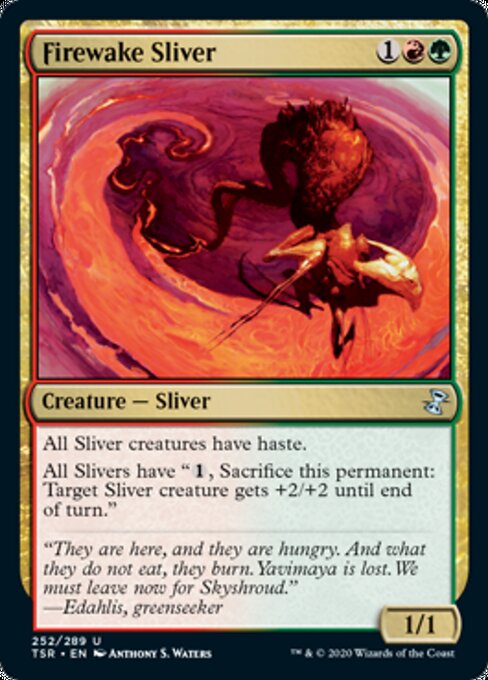 Firewake Sliver 1
Creature — Sliver
All Sliver creatures have haste.
All Slivers have “ 1 , Sacrifice this permanent:
Target Sliver creature gets +2/+2 until end
of turn.”
“They are here, and they are hungry. And what
they do not eat, they burn. Yavimaya is lost. We
must leave now for Skyshroud.”
—Edahlis, greenseeker
1/1
252/289 U
TSR • EN Anthony S. Waters
™ & © 2020 Wizards of the Coast